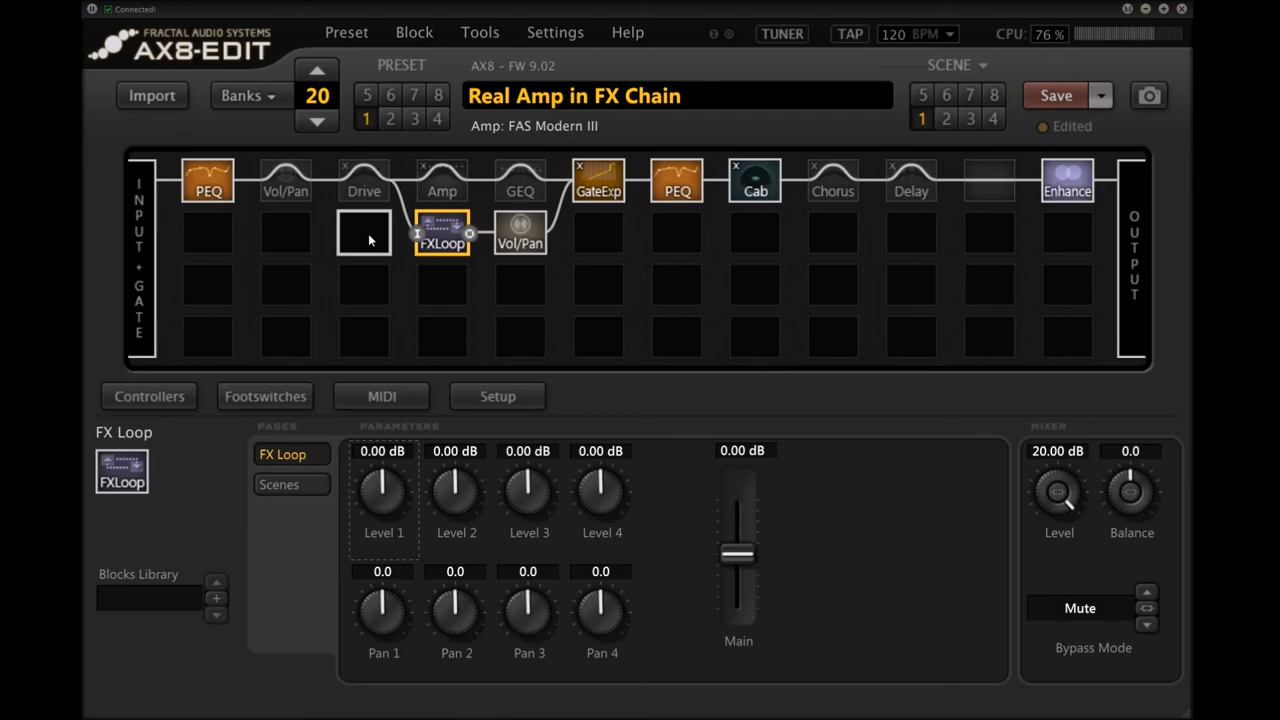 Connected!
FRACTAL AUDIO SYSTEMS
AX8-EDIT
Preset Block Tools Settings Help
TUNER TAP 120 BPM CPU: 76 %
PRESET
AX8 - FW 9.02
SCENE
Import Banks 20
5 6 7 8
1 2 3 4
Real Amp in FX Chain
Amp: FAS Modern III
5 6 7 8
1 2 3 4
Save
Edited
INPUT + GATE
PEQ Vol/Pan X Drive X Amp X GEQ X GateExp PEQ X Cab X Chorus X Delay Enhance
I FXLoop O Vol/Pan
OUTPUT
Controllers Footswitches MIDI Setup
FX Loop
FXLoop
Blocks Library
+
PAGES
FX Loop
Scenes
PARAMETERS
0.00 dB 0.00 dB 0.00 dB 0.00 dB 0.00 dB
Level 1 Level 2 Level 3 Level 4
0.0 0.0 0.0 0.0
Pan 1 Pan 2 Pan 3 Pan 4
Main
MIXER
20.00 dB 0.0
Level Balance
Mute
Bypass Mode